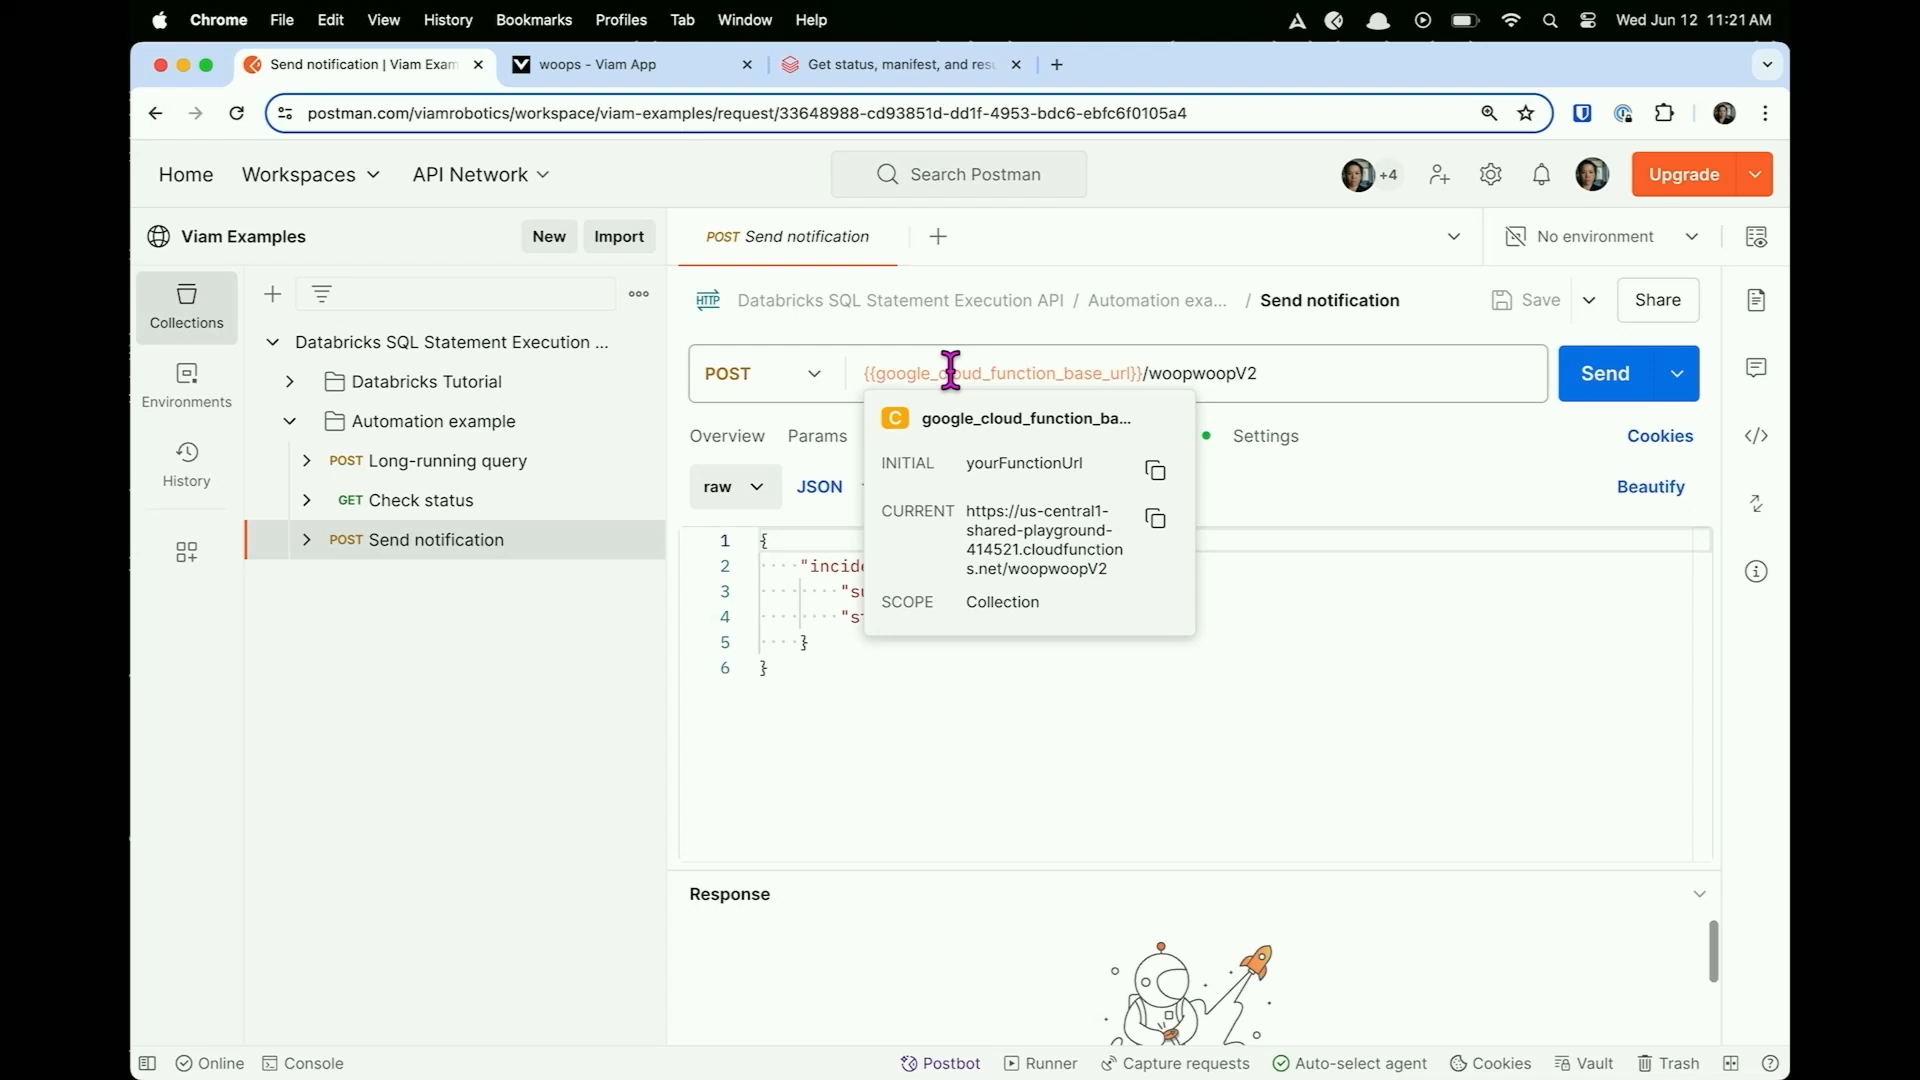 Chrome File Edit View History Bookmarks Profiles Tab Window Help Wed Jun 12 11:21 AM
Send notification | Viam Exam woops - Viam App Get status, manifest, and res
postman.com/viamrobotics/workspace/viam-examples/request/33648988-cd93851d-dd1f-4953-bdc6-ebfc6f0105a4
Home Workspaces API Network Search Postman +4 Upgrade
Viam Examples New Import POST Send notification No environment
Collections
Environments
History
Databricks SQL Statement Execution ...
Databricks Tutorial
Automation example
POST Long-running query
GET Check status
POST Send notification
HTTP Databricks SQL Statement Execution API / Automation exa... / Send notification Save Share
POST {{google_cloud_function_base_url}}/woopwoopV2 Send
Overview Params Settings Cookies
raw JSON Beautify
google_cloud_function_ba...
C
INITIAL yourFunctionUrl
CURRENT https://us-central1-
shared-playground-
414521.cloudfunction
s.net/woopwoopV2
SCOPE Collection
1 {
2 "incide
3 "su
4 "s
5 }
6 }
Response
Online Console Postbot Runner Capture requests Auto-select agent Cookies Vault Trash